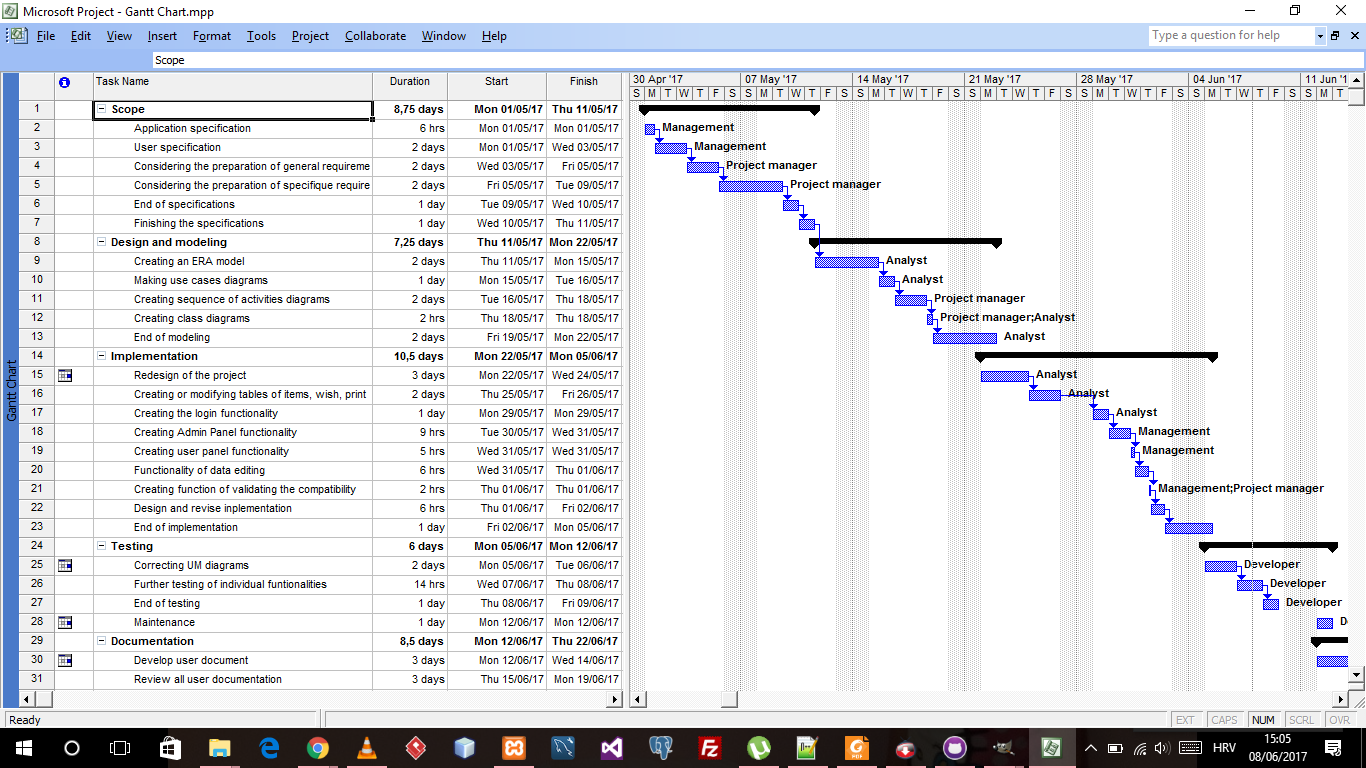 Microsoft Project - Gantt Chart.mpp
File Edit View Insert Format Tools Project Collaborate Window Help Type a question for help
Scope
Task Name Duration Start Finish 30 Apr '17 07 May '17 14 May '17 21 May '17 28 May '17 04 Jun '17 11 Jun '1
S M T W T F S S M T W T F S S M T W T F S S M T W T F S S M T W T F S S M T W T F S S M T
1 Scope 8,75 days Mon 01/05/17 Thu 11/05/17
2 Application specification 6 hrs Mon 01/05/17 Mon 01/05/17 Management
3 User specification 2 days Mon 01/05/17 Wed 03/05/17 Management
4 Considering the preparation of general requireme 2 days Wed 03/05/17 Fri 05/05/17 Project manager
5 Considering the preparation of specifique require 2 days Fri 05/05/17 Tue 09/05/17 Project manager
6 End of specifications 1 day Tue 09/05/17 Wed 10/05/17
7 Finishing the specifications 1 day Wed 10/05/17 Thu 11/05/17
8 Design and modeling 7,25 days Thu 11/05/17 Mon 22/05/17
9 Creating an ERA model 2 days Thu 11/05/17 Mon 15/05/17 Analyst
10 Making use cases diagrams 1 day Mon 15/05/17 Tue 16/05/17 Analyst
11 Creating sequence of activities diagrams 2 days Tue 16/05/17 Thu 18/05/17 Project manager
12 Creating class diagrams 2 hrs Thu 18/05/17 Thu 18/05/17 Project manager;Analyst
13 End of modeling 2 days Fri 19/05/17 Mon 22/05/17 Analyst
14 Implementation 10,5 days Mon 22/05/17 Mon 05/06/17
15 Redesign of the project 3 days Mon 22/05/17 Wed 24/05/17 Analyst
16 Creating or modifying tables of items, wish, print 2 days Thu 25/05/17 Fri 26/05/17 Analyst
17 Creating the login functionality 1 day Mon 29/05/17 Mon 29/05/17 Analyst
18 Creating Admin Panel functionality 9 hrs Tue 30/05/17 Wed 31/05/17 Management
19 Creating user panel functionality 5 hrs Wed 31/05/17 Wed 31/05/17 Management
20 Functionality of data editing 6 hrs Wed 31/05/17 Thu 01/06/17
21 Creating function of validating the compatibility 2 hrs Thu 01/06/17 Thu 01/06/17 Management;Project manager
22 Design and revise inplementation 6 hrs Thu 01/06/17 Fri 02/06/17
23 End of implementation 1 day Fri 02/06/17 Mon 05/06/17
24 Testing 6 days Mon 05/06/17 Mon 12/06/17
25 Correcting UM diagrams 2 days Mon 05/06/17 Tue 06/06/17 Developer
26 Further testing of individual funtionalities 14 hrs Wed 07/06/17 Thu 08/06/17 Developer
27 End of testing 1 day Thu 08/06/17 Fri 09/06/17 Developer
28 Maintenance 1 day Mon 12/06/17 Mon 12/06/17
29 Documentation 8,5 days Mon 12/06/17 Thu 22/06/17
30 Develop user document 3 days Mon 12/06/17 Wed 14/06/17
31 Review all user documentation 3 days Thu 15/06/17 Mon 19/06/17
Gantt Chart
Ready EXT CAPS NUM SCRL OVR
HRV 15:05
08/06/2017